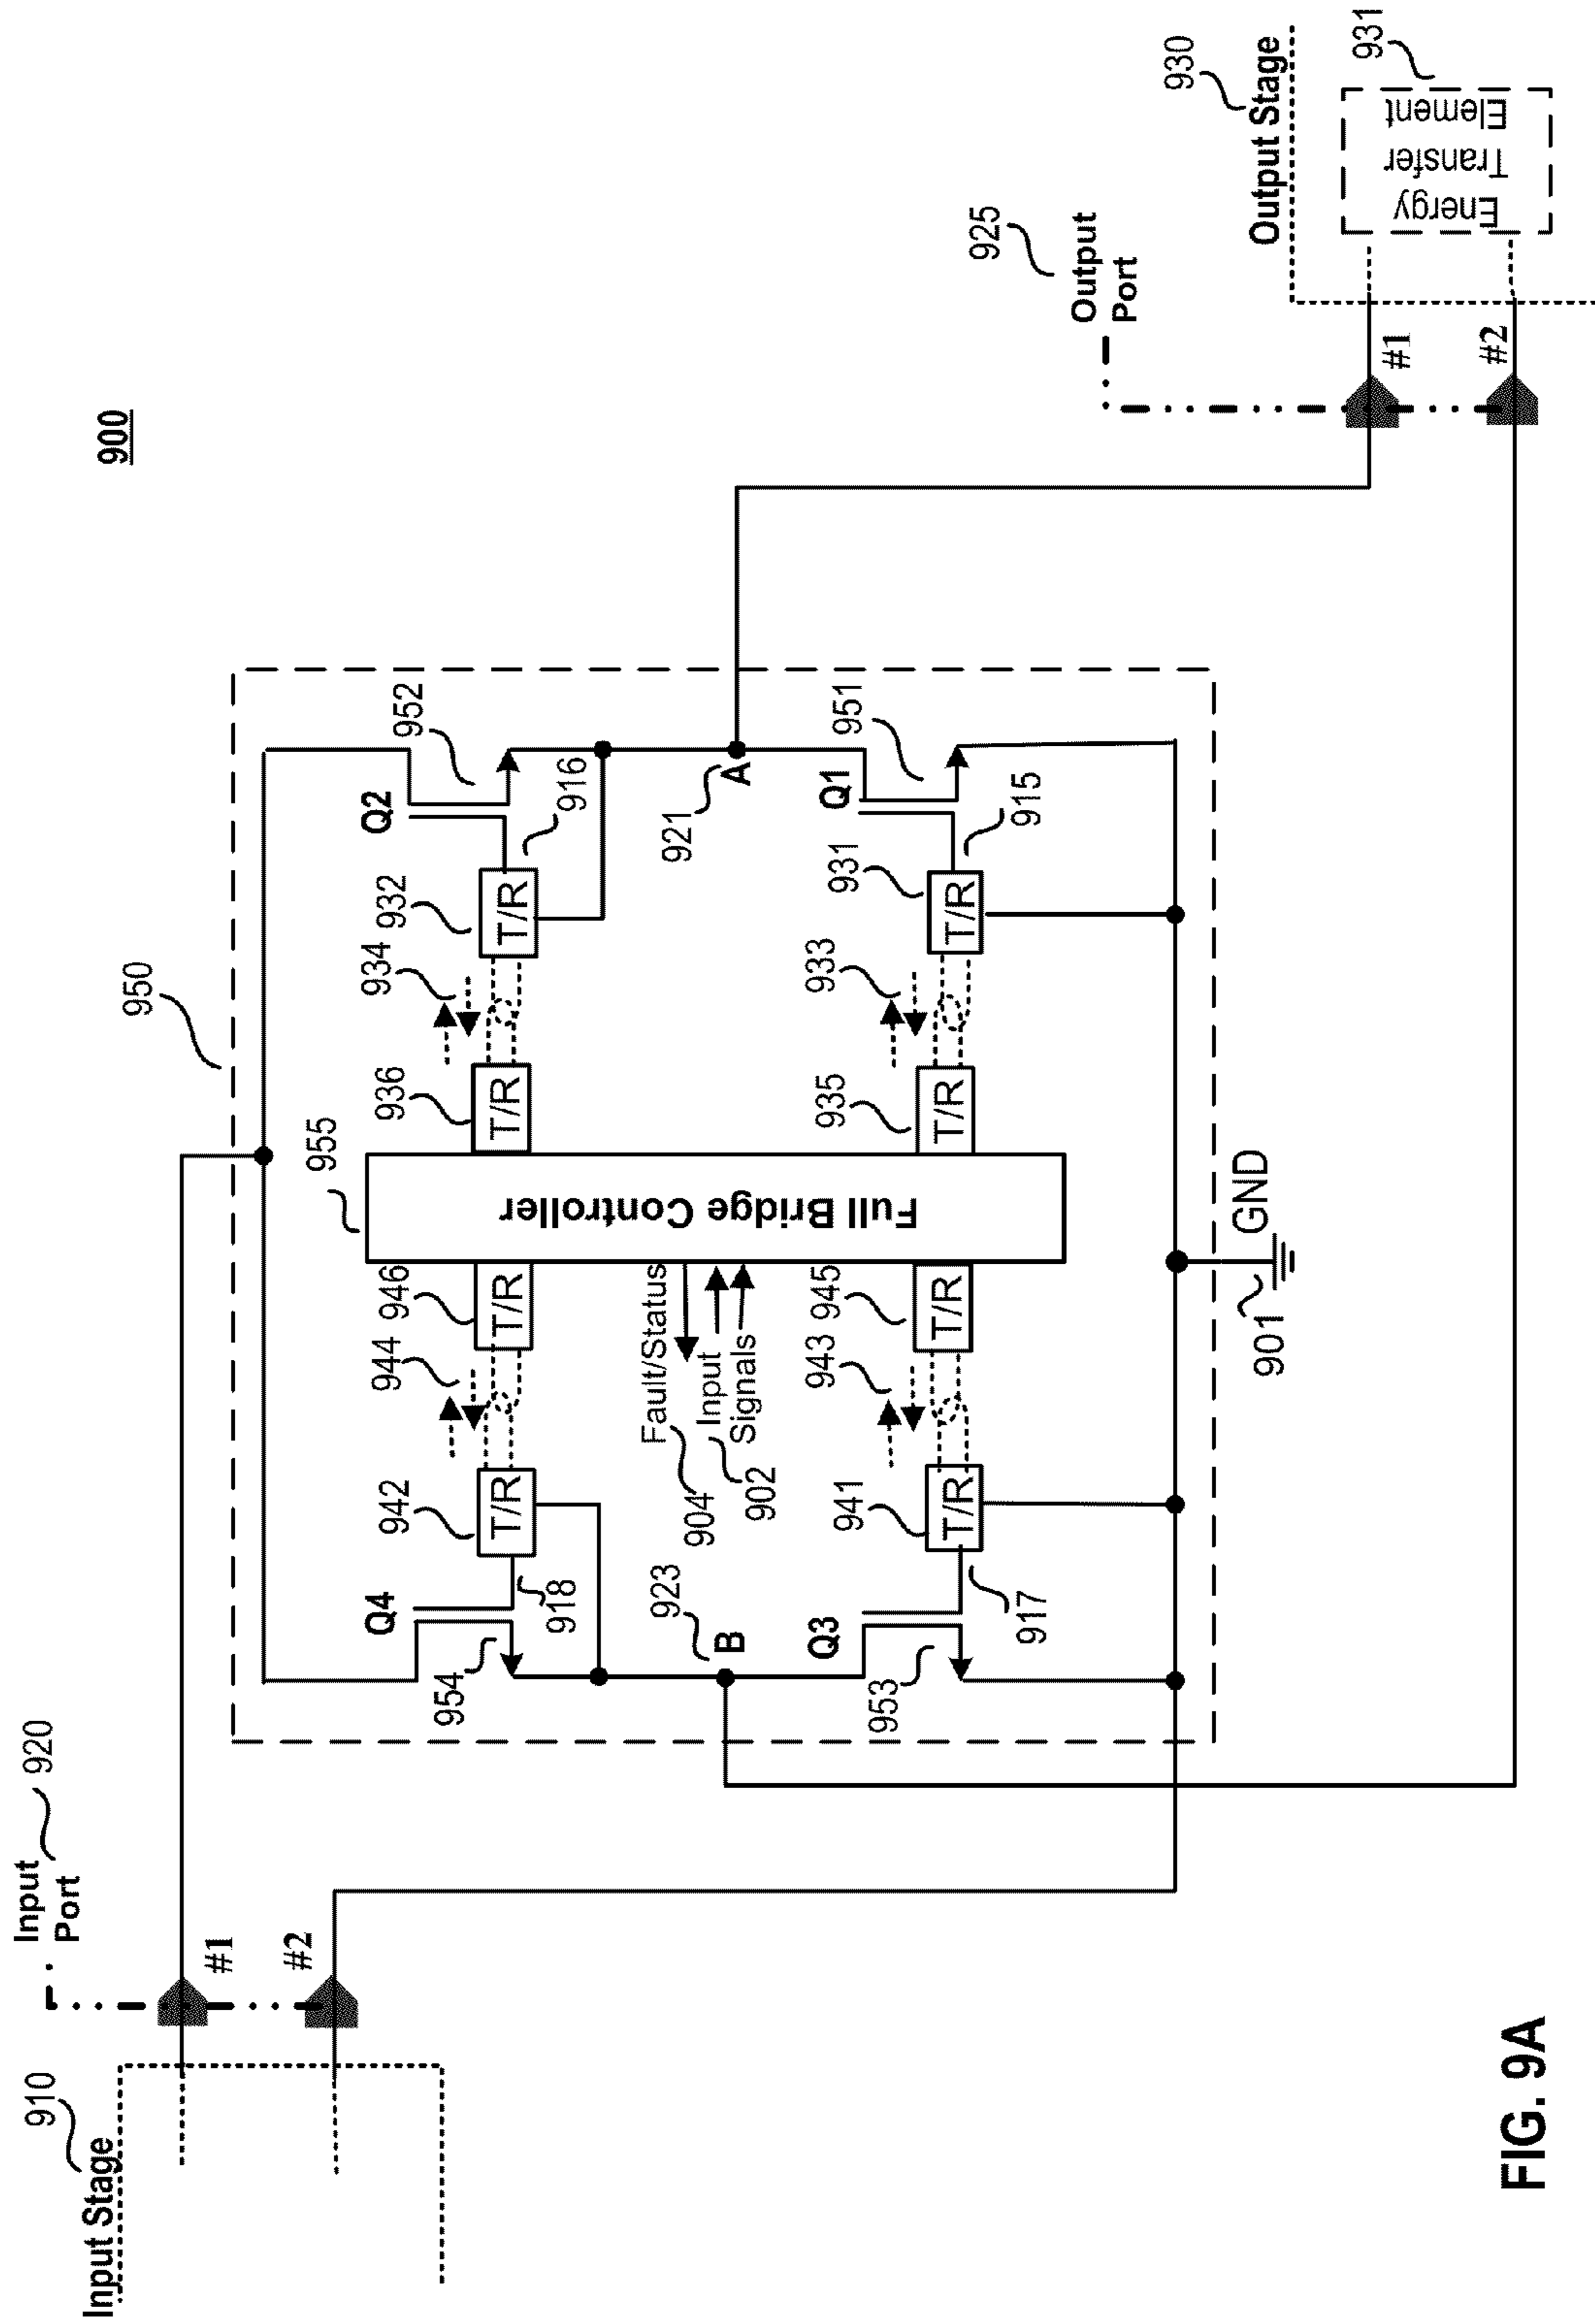 900
Input Stage
910
Input
Port
920
#1
#2
950
955
Q4
954
918
942
944
946
936
934
932
916
Q2
952
T/R
T/R
T/R
T/R
Full Bridge Controller
Fault/Status
904
Input
Signals
902
923
B
921
A
Q3
953
917
941
943
945
935
933
931
915
Q1
951
T/R
T/R
T/R
T/R
901
GND
925
Output
Port
#1
#2
930
Output Stage
931
Energy
Transfer
Element
FIG. 9A